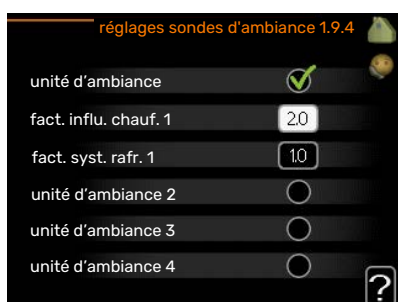 réglages sondes d'ambiance 1.9.4
unité d'ambiance
fact. influ. chauf. 1 2.0
fact. syst. rafr. 1 1.0
unité d'ambiance 2
unité d'ambiance 3
unité d'ambiance 4
?